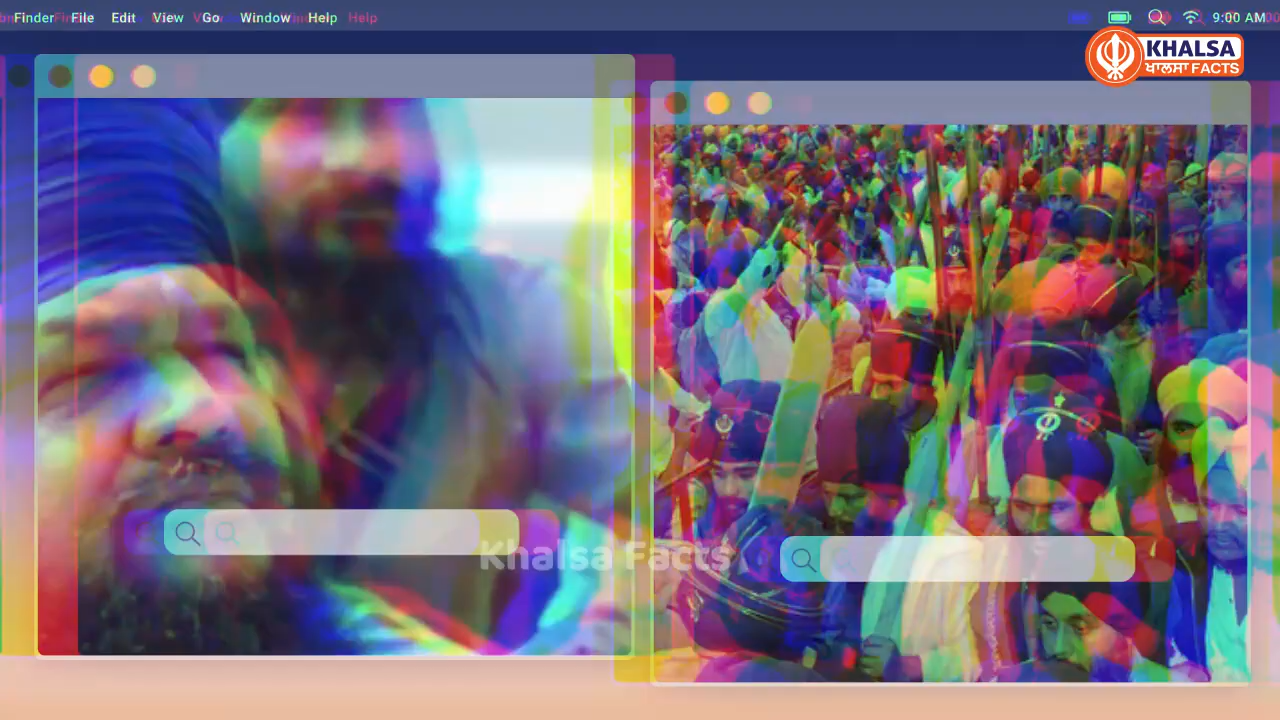 Finder File Edit View Go Window Help Help
9:00 AM
KHALSA
ਖਾਲਸਾ FACTS
Khalsa Facts